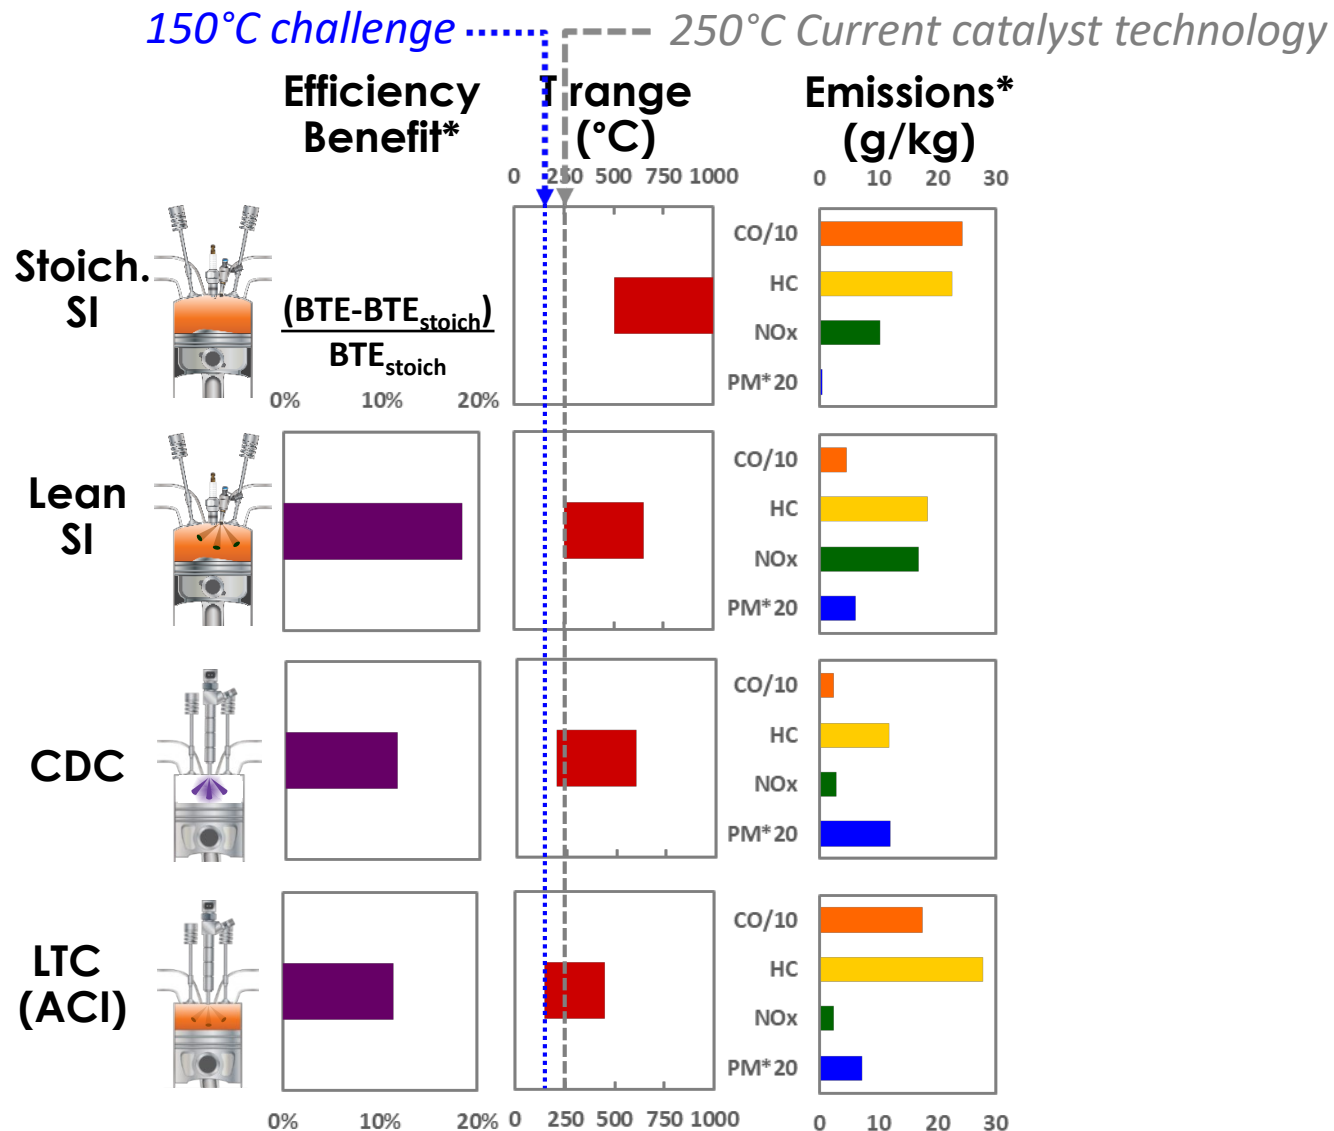 150°C challenge
250°C Current catalyst technology
Efficiency
Benefit*
T range
(°C)
Emissions*
(g/kg)
0 250 500 750 1000
0 10 20 30
Stoich.
SI
(BTE-BTEstoich)
BTEstoich
0% 10% 20%
CO/10
HC
NOx
PM*20
Lean
SI
CO/10
HC
NOx
PM*20
CDC
CO/10
HC
NOx
PM*20
LTC
(ACI)
CO/10
HC
NOx
PM*20
0% 10% 20%
0 250 500 750 1000
0 10 20 30